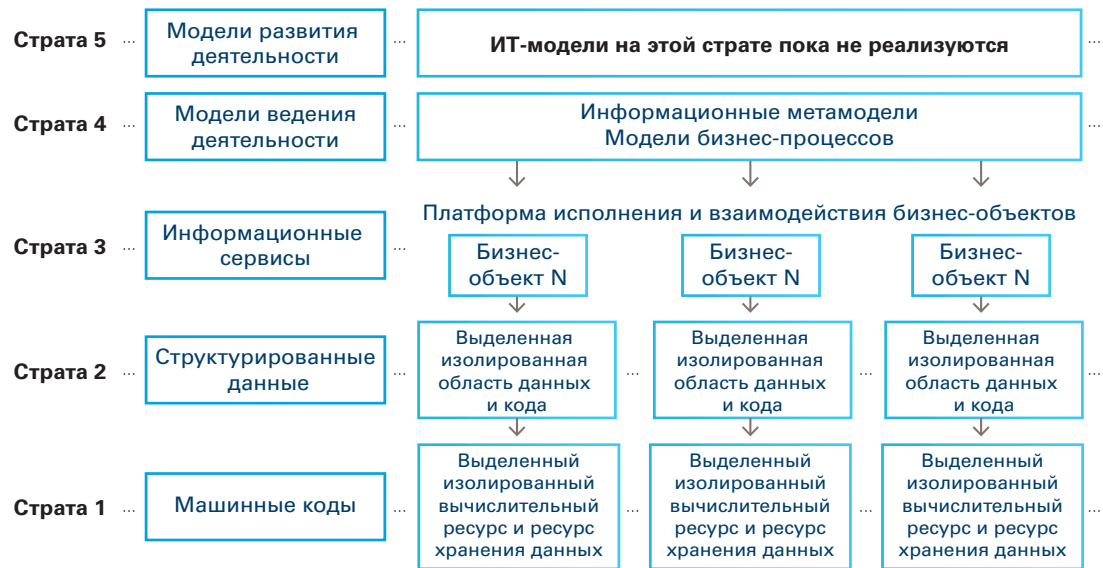 Страта 5
...
Модели развития
деятельности
...
ИТ-модели на этой страте пока не реализуются
...
Страта 4
...
Модели ведения
деятельности
...
Информационные метамодели
Модели бизнес-процессов
...
Страта 3
...
Информационные
сервисы
...
Платформа исполнения и взаимодействия бизнес-объектов
Бизнес-
объект N
Бизнес-
объект N
Бизнес-
объект N
Страта 2
...
Структурированные
данные
...
Выделенная
изолированная
область данных
и кода
...
Выделенная
изолированная
область данных
и кода
...
Выделенная
изолированная
область данных
и кода
...
Страта 1
...
Машинные коды
...
Выделенный
изолированный
вычислительный
ресурс и ресурс
хранения данных
...
Выделенный
изолированный
вычислительный
ресурс и ресурс
хранения данных
...
Выделенный
изолированный
вычислительный
ресурс и ресурс
хранения данных
...